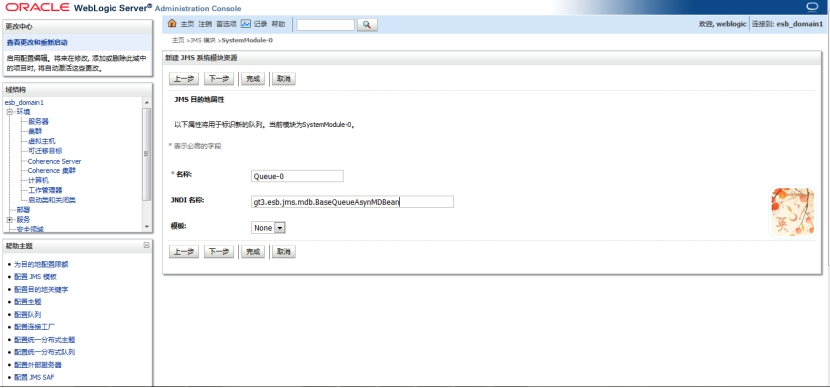 ORACLE WebLogic Server® Administration Console
更改中心
查看更改和重新启动
启用配置编辑。将来在修改, 添加或删除此域中
的项目时, 将自动激活这些更改。
域结构
esb_domain1
环境
服务器
集群
虚拟主机
可迁移目标
Coherence Server
Coherence 集群
计算机
工作管理器
启动类和关闭类
部署
服务
安全领域
帮助主题
为目的地配置限额
配置 JMS 模板
配置目的地关键字
配置主题
配置队列
配置连接工厂
配置统一分布式主题
配置统一分布式队列
配置外部服务器
配置 JMS SAF
主页 注销 首选项 记录 帮助
欢迎, weblogic 连接到: esb_domain1
主页 >JMS 模块 >SystemModule-0
新建 JMS 系统模块资源
上一步 下一步 完成 取消
JMS 目的地属性
以下属性将用于标识新的队列。当前模块为SystemModule-0。
* 表示必需的字段
* 名称: Queue-0
JNDI 名称: gt3.esb.jms.mdb.BaseQueueAsynMDBean
模板: None
上一步 下一步 完成 取消
英